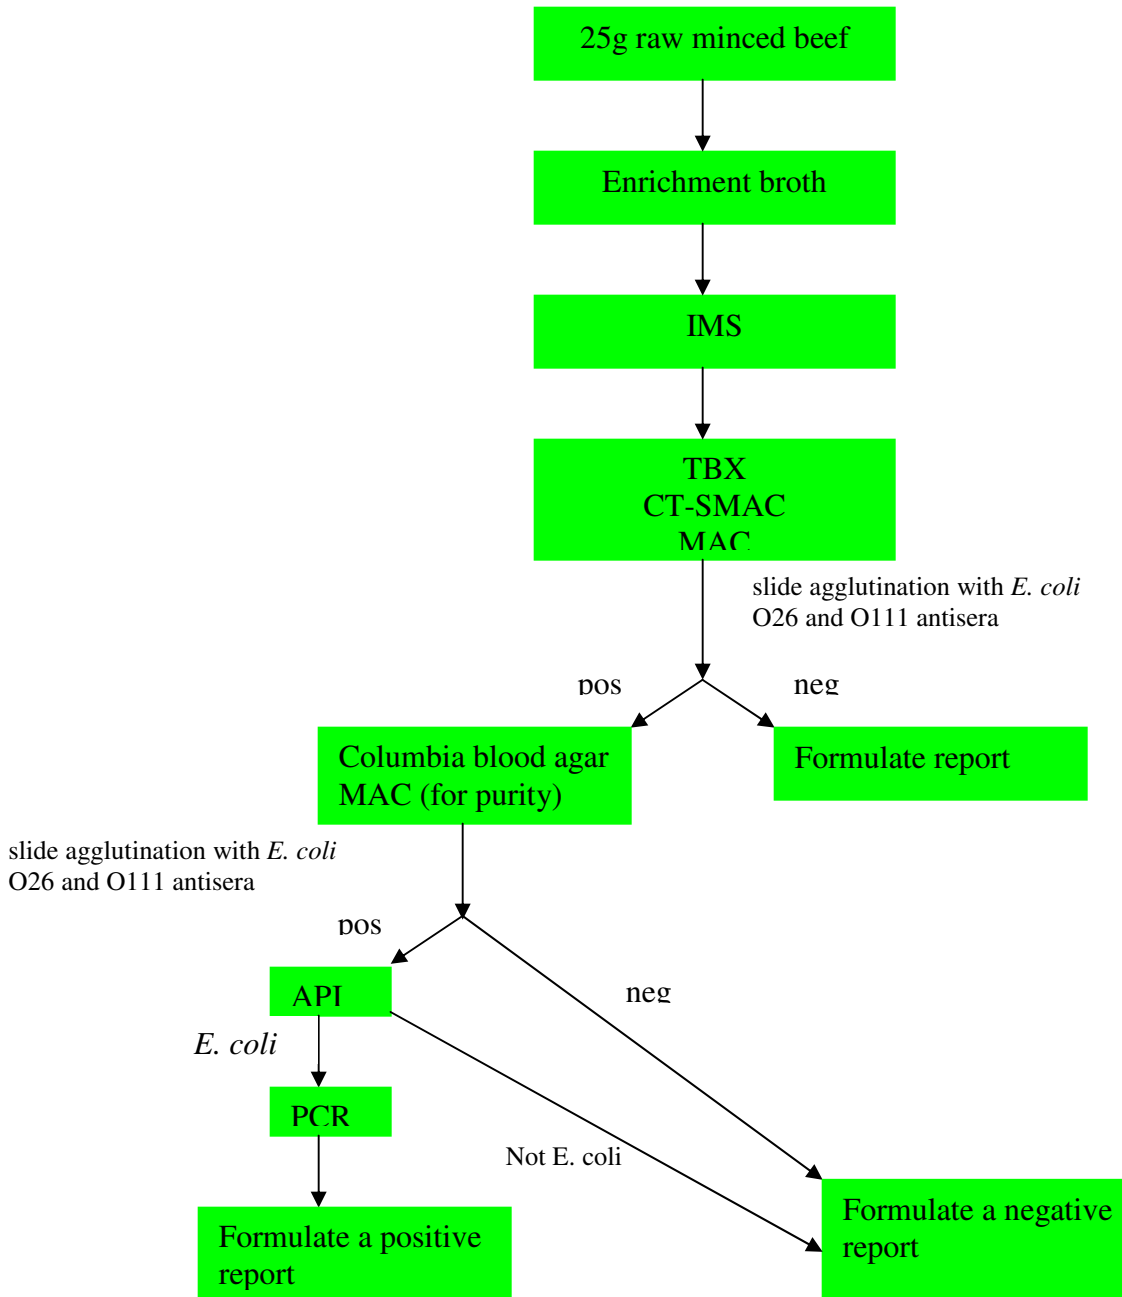 25g raw minced beef
Enrichment broth
IMS
TBX
CT-SMAC
MAC
slide agglutination with E. coli
O26 and O111 antisera
pos
neg
Columbia blood agar
MAC (for purity)
Formulate report
slide agglutination with E. coli
O26 and O111 antisera
pos
neg
API
E. coli
PCR
Not E. coli
Formulate a positive
report
Formulate a negative
report